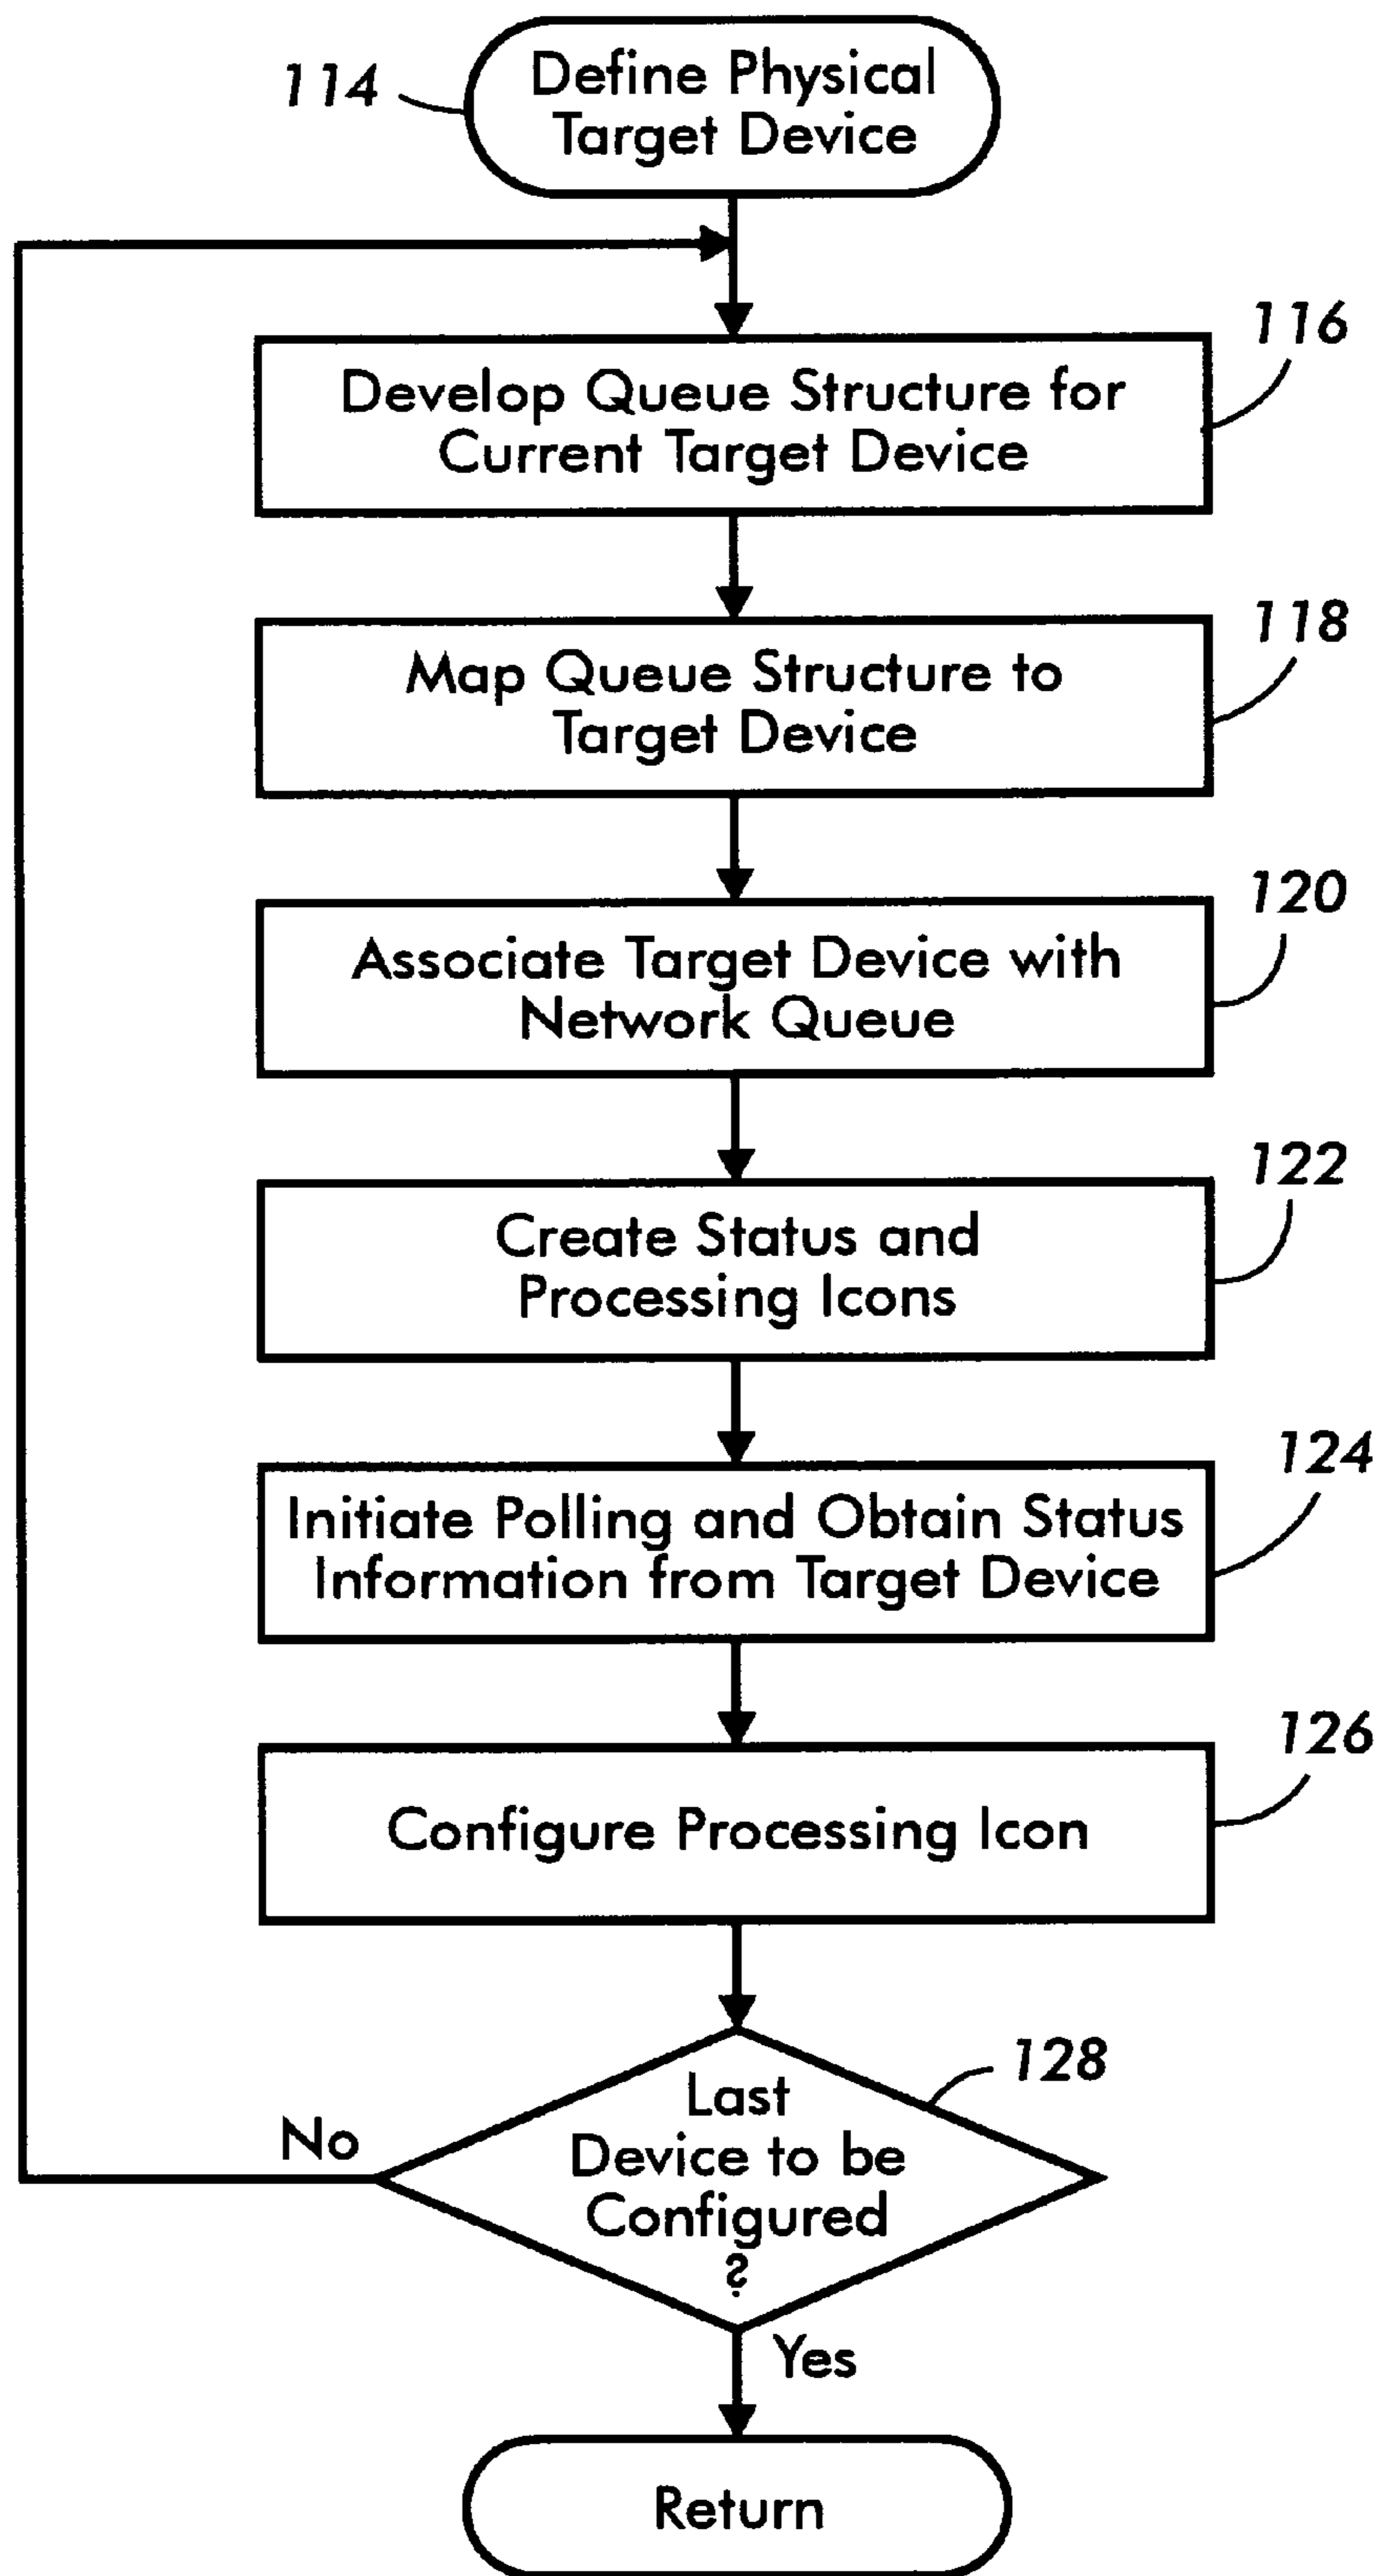 114
Define Physical
Target Device
116
Develop Queue Structure for
Current Target Device
118
Map Queue Structure to
Target Device
120
Associate Target Device with
Network Queue
122
Create Status and
Processing Icons
124
Initiate Polling and Obtain Status
Information from Target Device
126
Configure Processing Icon
128
Last
Device to be
Configured
?
No
Yes
Return